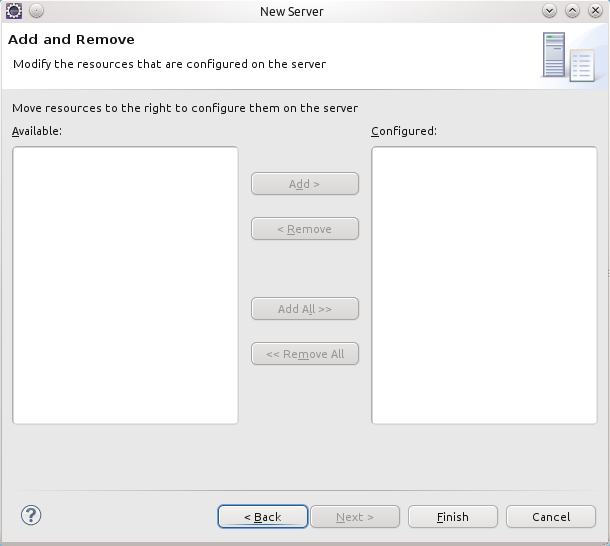 New Server
Add and Remove
Modify the resources that are configured on the server
Move resources to the right to configure them on the server
Available:
Configured:
Add >
< Remove
Add All >>
<< Remove All
?
< Back
Next >
Finish
Cancel